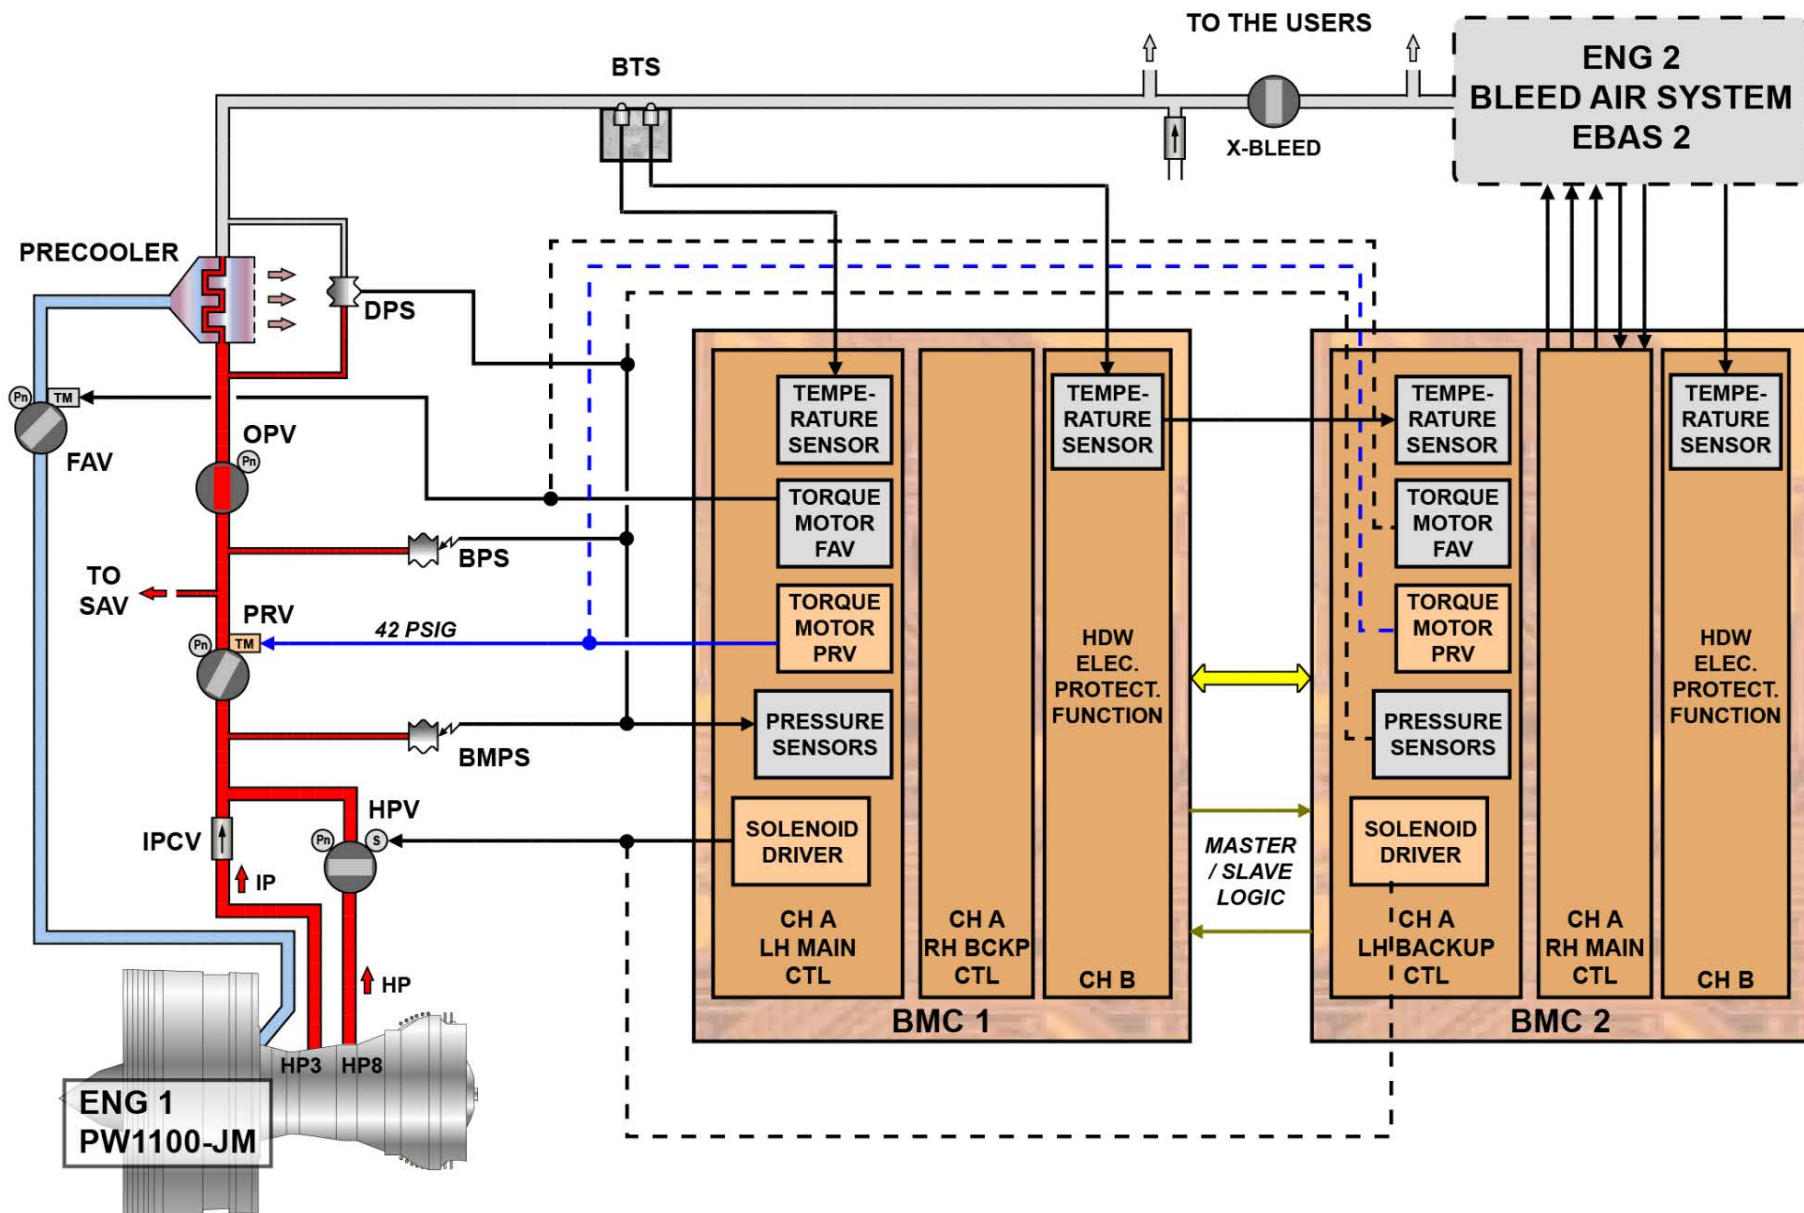 TO THE USERS
BTS
ENG 2
BLEED AIR SYSTEM
EBAS 2
X-BLEED
PRECOOLER
DPS
Pn
TM
FAV
OPV
Pn
BPS
TO
SAV
PRV
Pn
TM
42 PSIG
BMPS
HPV
Pn
S
IPCV
IP
HP
HP3
HP8
ENG 1
PW1100-JM
TEMPE-
RATURE
SENSOR
TORQUE
MOTOR
FAV
TORQUE
MOTOR
PRV
PRESSURE
SENSORS
SOLENOID
DRIVER
CH A
LH MAIN
CTL
CH A
RH BCKP
CTL
TEMPE-
RATURE
SENSOR
HDW
ELEC.
PROTECT.
FUNCTION
CH B
BMC 1
MASTER
/ SLAVE
LOGIC
TEMPE-
RATURE
SENSOR
TORQUE
MOTOR
FAV
TORQUE
MOTOR
PRV
PRESSURE
SENSORS
SOLENOID
DRIVER
CH A
LH BACKUP
CTL
CH A
RH MAIN
CTL
TEMPE-
RATURE
SENSOR
HDW
ELEC.
PROTECT.
FUNCTION
CH B
BMC 2